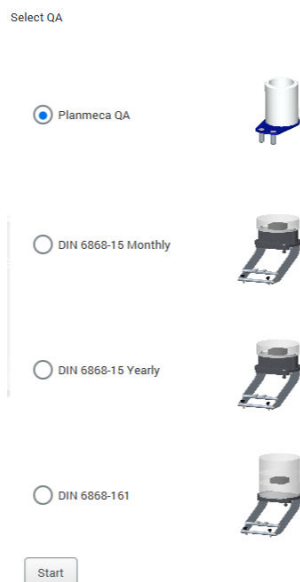 Select QA
Planmeca QA
DIN 6868-15 Monthly
DIN 6868-15 Yearly
DIN 6868-161
Start